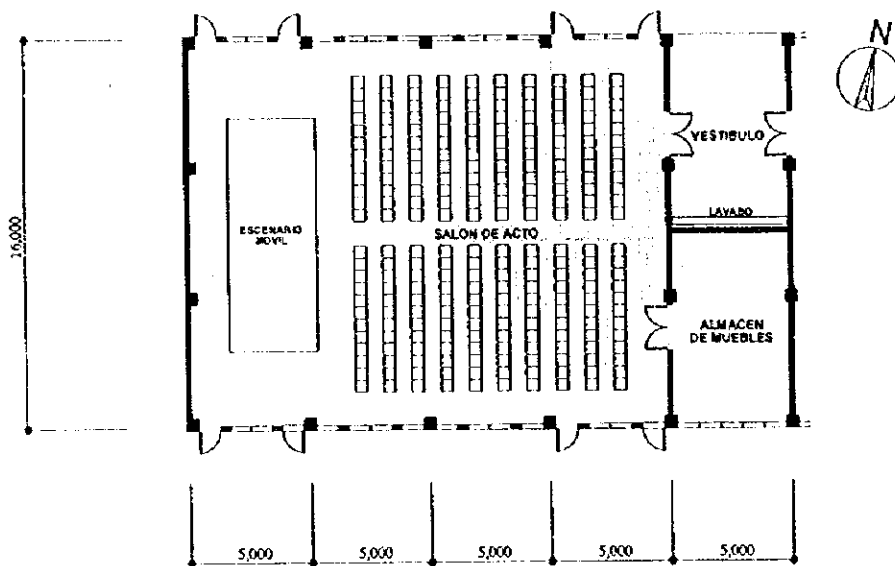 N
VESTIBULO
LAVABO
ESCENARIO
MOVIL
SALON DE ACTO
16,000
ALMACEN
DE MUEBLES
5,000 5,000 5,000 5,000 5,000